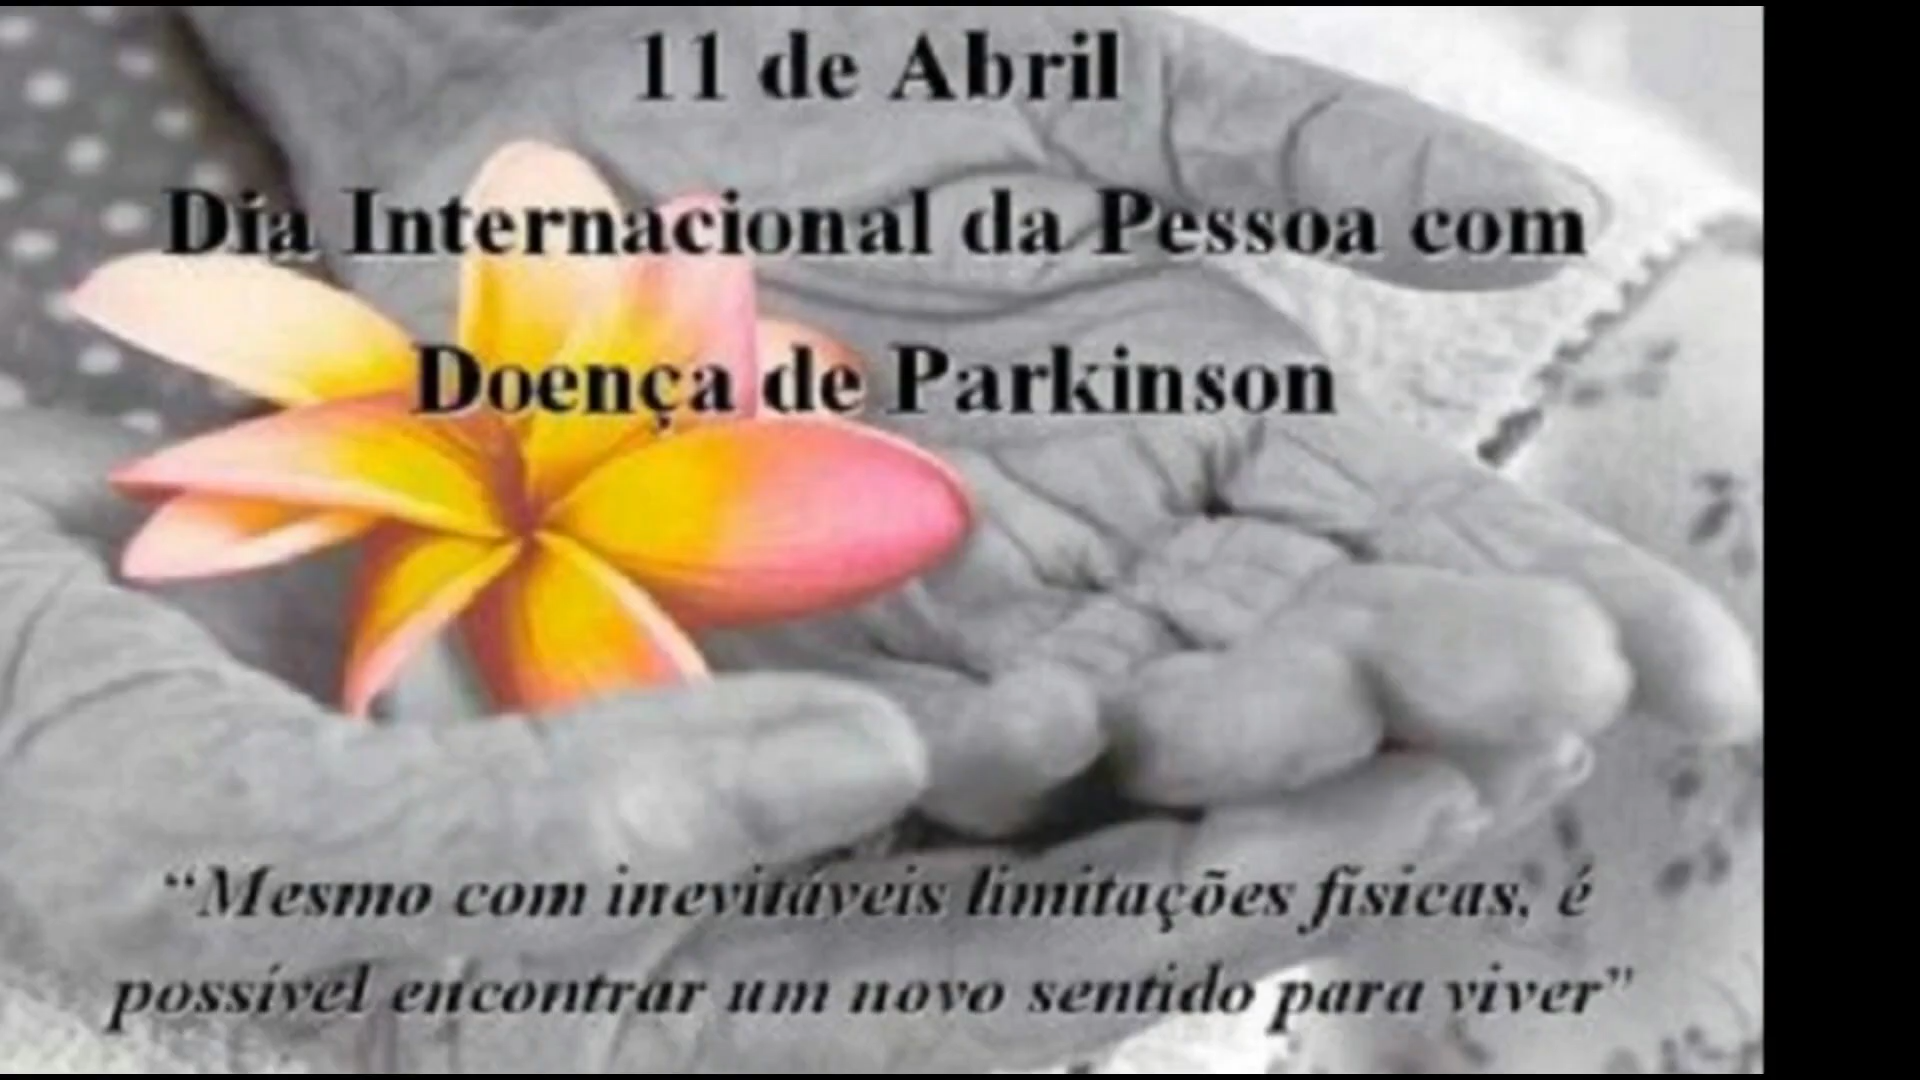 11 de Abril
Dia Internacional da Pessoa com
Doença de Parkinson
“Mesmo com inevitáveis limitações físicas, é
possível encontrar um novo sentido para viver”